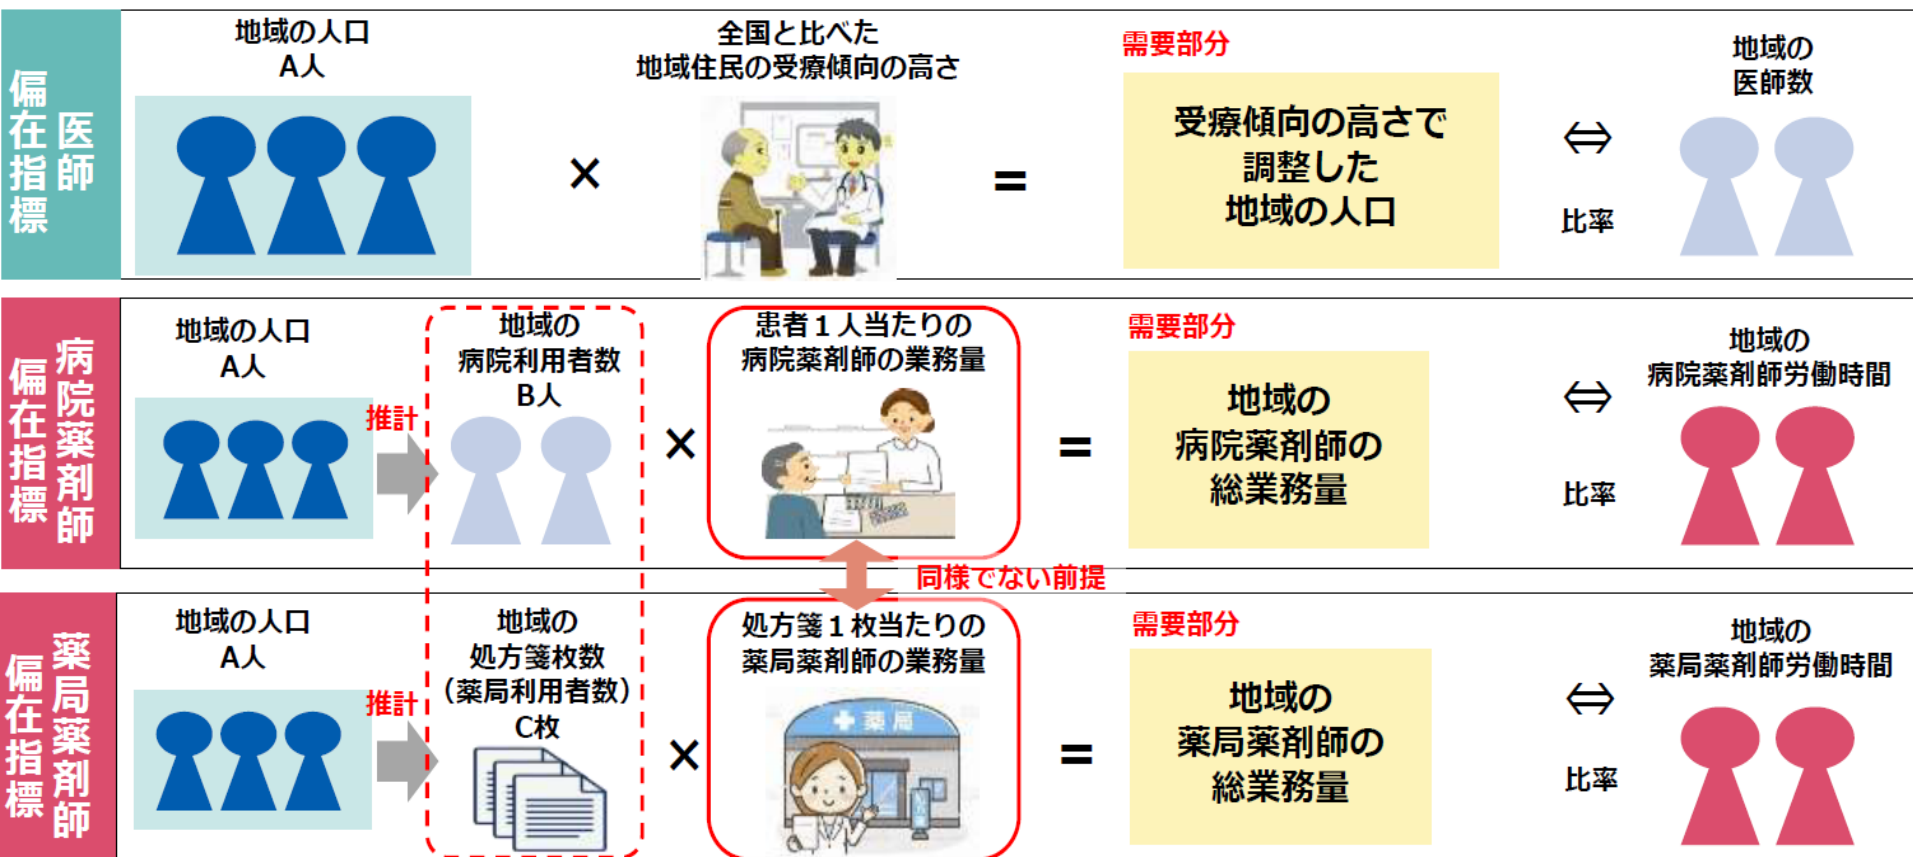 医師
偏在指標
地域の人口
A人
×
全国と比べた
地域住民の受療傾向の高さ
=
需要部分
受療傾向の高さで
調整した
地域の人口
⇔
比率
地域の
医師数
病院薬剤師
偏在指標
地域の人口
A人
推計
地域の
病院利用者数
B人
×
患者1人当たりの
病院薬剤師の業務量
=
需要部分
地域の
病院薬剤師の
総業務量
⇔
比率
地域の
病院薬剤師労働時間
同様でない前提
薬局薬剤師
偏在指標
地域の人口
A人
推計
地域の
処方箋枚数
(薬局利用者数)
C枚
×
処方箋1枚当たりの
薬局薬剤師の業務量
薬局
=
需要部分
地域の
薬局薬剤師の
総業務量
⇔
比率
地域の
薬局薬剤師労働時間